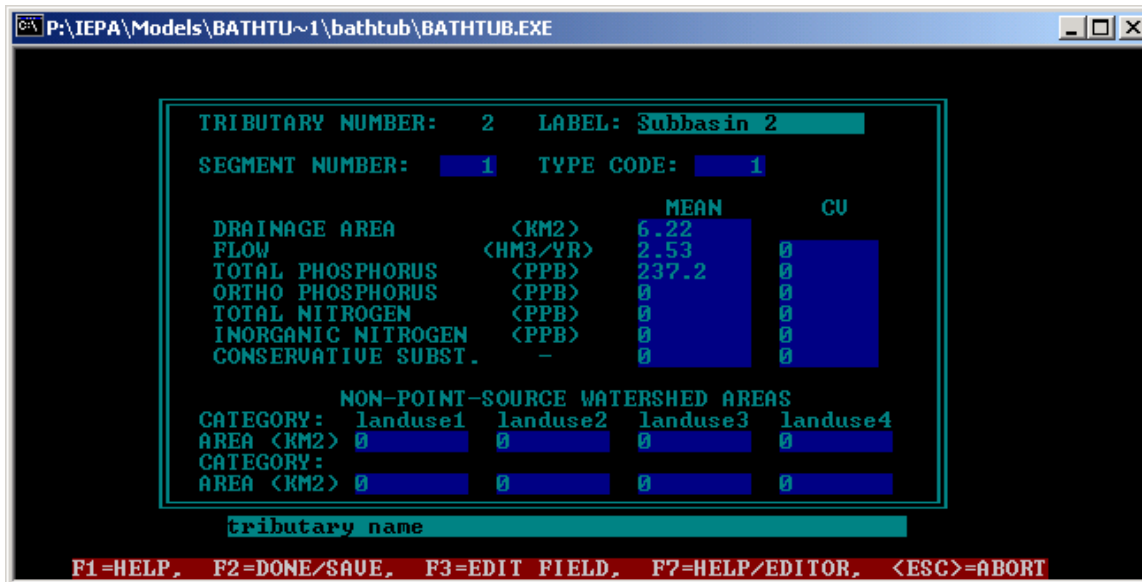 P:\IEPA\Models\BATHTU~1\bathtub\BATHTUB.EXE
TRIBUTARY NUMBER: 2 LABEL: Subbasin 2
SEGMENT NUMBER: 1 TYPE CODE: 1
MEAN CV
DRAINAGE AREA (KM2) 6.22
FLOW (HM3/YR) 2.53 0
TOTAL PHOSPHORUS (PPB) 237.2 0
ORTHO PHOSPHORUS (PPB) 0 0
TOTAL NITROGEN (PPB) 0 0
INORGANIC NITROGEN (PPB) 0 0
CONSERVATIVE SUBST. - 0 0
NON-POINT-SOURCE WATERSHED AREAS
CATEGORY: landuse1 landuse2 landuse3 landuse4
AREA (KM2) 0 0 0 0
CATEGORY:
AREA (KM2) 0 0 0 0
tributary name
F1=HELP, F2=DONE/SAVE, F3=EDIT FIELD, F7=HELP/EDITOR, <ESC>=ABORT